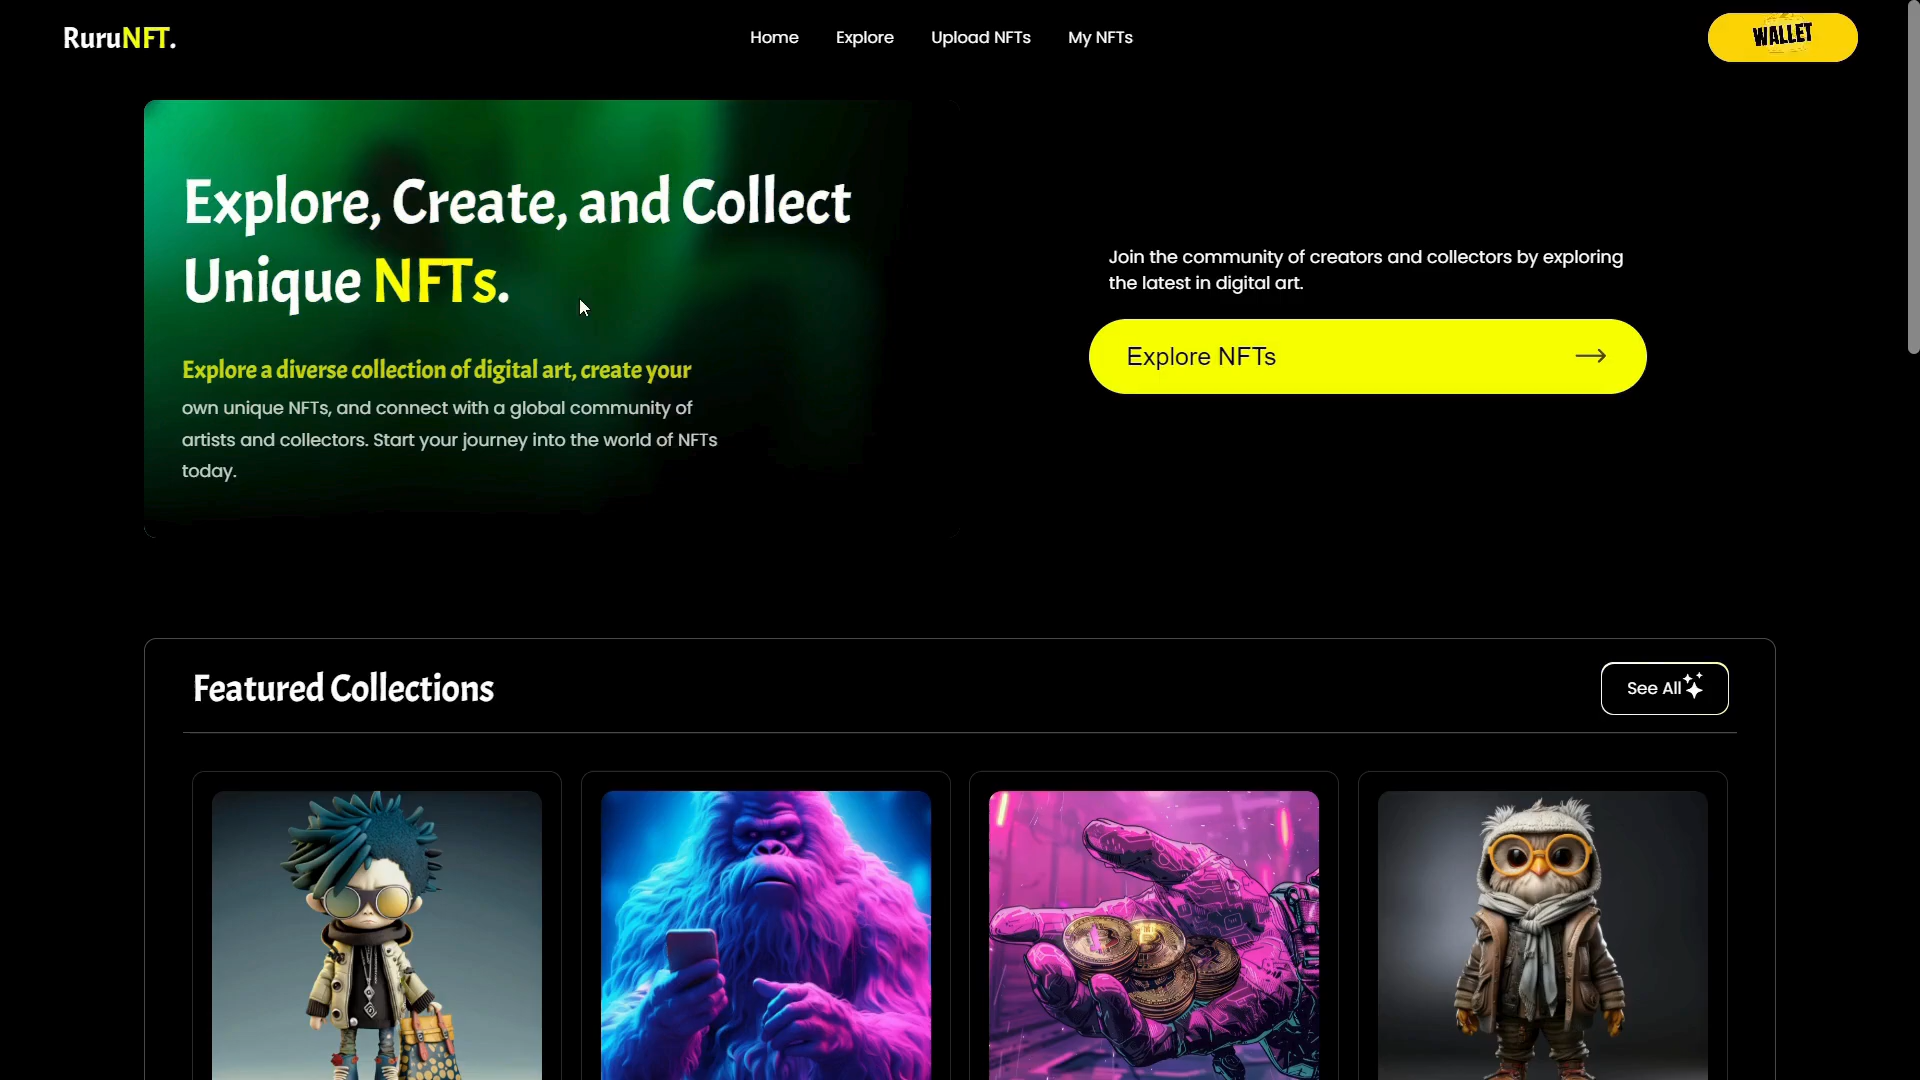 RuruNFT.
Home
Explore
Upload NFTs
My NFTs
WALLET
Explore, Create, and Collect
Unique NFTs.
Explore a diverse collection of digital art, create your
own unique NFTs, and connect with a global community of
artists and collectors. Start your journey into the world of NFTs
today.
Join the community of creators and collectors by exploring
the latest in digital art.
Explore NFTs
Featured Collections
See All